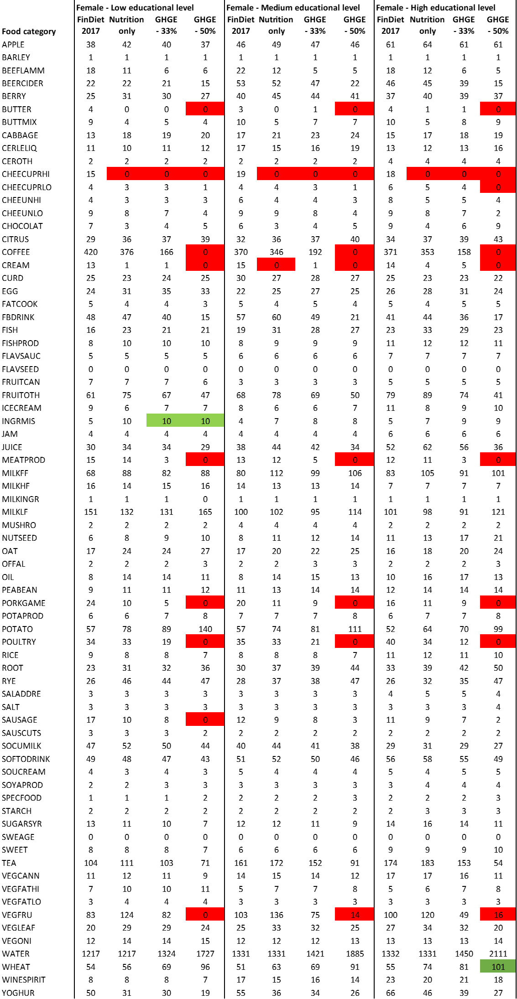 Female - Low educational level Female - Medium educational level Female - High educational level
FinDiet Nutrition GHGE GHGE FinDiet Nutrition GHGE GHGE FinDiet Nutrition GHGE GHGE
Food category 2017 only - 33% - 50% 2017 only - 33% - 50% 2017 only - 33% - 50%
APPLE 38 42 40 37 46 49 47 46 61 64 61 61
BARLEY 1 1 1 1 1 1 1 1 1 1 1 1
BEEFLAMM 18 11 6 6 22 12 5 5 18 12 6 5
BEERCIDER 22 22 21 15 53 52 47 22 46 45 39 15
BERRY 25 31 30 27 40 45 44 41 37 40 39 37
BUTTER 4 0 0 0 3 0 1 0 4 1 1 0
BUTTMIX 9 4 5 4 10 5 7 7 10 5 8 9
CABBAGE 13 18 19 20 17 21 23 24 15 17 18 19
CERLELIQ 11 10 11 12 17 15 16 19 13 12 13 16
CEROTH 2 2 2 2 2 2 2 2 4 4 4 4
CHEECUPRHI 15 0 0 0 19 0 0 0 18 0 0 0
CHEECUPRLO 4 3 3 1 4 4 3 1 6 5 4 0
CHEEUNHI 4 3 3 3 6 4 4 3 8 5 5 4
CHEEUNLO 9 8 7 4 9 9 8 4 9 8 7 2
CHOCOLAT 7 3 4 5 6 3 4 5 9 4 6 9
CITRUS 29 36 37 39 32 36 37 40 34 37 39 43
COFFEE 420 376 166 0 370 346 192 0 371 353 158 0
CREAM 13 1 1 0 15 0 1 0 14 4 5 0
CURD 25 23 24 25 30 27 28 27 25 23 23 22
EGG 24 31 35 33 22 25 27 25 26 28 31 24
FATCOOK 5 4 4 3 5 4 5 4 5 4 5 5
FBDRINK 48 47 40 15 57 60 49 21 41 44 36 17
FISH 16 23 21 21 19 31 28 27 23 33 29 23
FISHPROD 8 10 10 10 8 9 9 9 11 12 12 11
FLAVSAUC 5 5 5 5 6 6 6 6 7 7 7 7
FLAVSEED 0 0 0 0 0 0 0 0 0 0 0 0
FRUITCAN 7 7 7 6 3 3 3 3 5 5 5 5
FRUITOTH 61 75 67 47 68 78 69 50 79 89 74 41
ICECREAM 9 6 7 7 8 6 6 7 11 8 9 10
INGRMIS 5 10 10 10 4 7 8 8 5 7 9 9
JAM 4 4 4 4 4 4 4 4 6 6 6 6
JUICE 30 34 34 29 38 44 42 34 52 62 56 36
MEATPROD 15 14 3 0 13 12 5 0 12 11 3 0
MILKFF 68 88 82 88 80 112 99 106 83 105 91 101
MILKHF 16 14 15 16 14 13 13 14 7 7 7 7
MILKINGR 1 1 1 0 1 1 1 1 1 1 1 1
MILKLF 151 132 131 165 100 102 95 114 101 98 91 121
MUSHRO 2 2 2 2 4 4 4 4 2 2 2 2
NUTSEED 6 8 9 10 8 11 12 14 11 13 17 21
OAT 17 24 24 27 17 20 22 25 16 18 20 24
OFFAL 2 2 2 3 2 2 3 3 2 2 2 3
OIL 8 14 14 11 8 14 15 13 10 16 17 13
PEABEAN 9 11 11 12 11 13 14 14 12 14 14 14
PORKGAME 24 10 5 0 20 11 9 0 16 11 9 0
POTAPROD 6 6 7 8 7 7 7 8 6 7 7 8
POTATO 57 78 89 140 57 74 81 111 52 64 70 99
POULTRY 34 33 19 0 35 33 21 0 40 34 12 0
RICE 9 8 8 7 8 8 8 7 11 12 11 10
ROOT 23 31 32 36 30 37 39 44 33 39 42 50
RYE 26 46 44 47 28 37 38 47 26 32 35 47
SALADDRE 3 3 3 3 3 3 3 3 4 5 5 4
SALT 3 3 3 3 3 3 3 3 3 3 3 4
SAUSAGE 17 10 8 0 12 9 8 3 11 9 7 2
SAUSCUTS 3 3 3 2 2 2 2 2 2 2 2 2
SOCUMILK 47 52 50 44 40 44 41 38 29 31 29 27
SOFTODRINK 49 48 47 43 51 52 50 46 56 58 55 49
SOUCREAM 4 3 4 3 5 4 4 4 5 4 5 5
SOYAPROD 2 2 3 3 3 3 3 3 3 4 4 4
SPECFOOD 1 1 1 2 2 2 2 3 2 2 2 3
STARCH 2 2 2 2 2 2 2 2 2 3 3 3
SUGARSYR 13 11 10 7 12 12 11 9 14 16 14 11
SWEAGE 0 0 0 0 0 0 0 0 0 0 0 0
SWEET 8 8 8 7 6 6 6 6 9 9 9 10
TEA 104 111 103 71 161 172 152 91 174 183 153 54
VEGCANN 11 12 11 9 14 15 14 12 17 17 16 11
VEGFATHI 7 10 10 11 5 7 7 8 5 6 7 8
VEGFATLO 3 4 4 4 3 3 3 3 3 3 3 3
VEGFRU 83 124 82 0 103 136 75 14 100 120 49 16
VEGLEAF 20 29 29 24 25 33 32 25 27 34 32 20
VEGONI 12 14 14 15 12 12 12 13 13 13 13 14
WATER 1217 1217 1324 1727 1331 1331 1421 1885 1332 1331 1450 2111
WHEAT 54 56 69 96 51 63 69 91 55 74 81 101
WINESPIRIT 8 8 8 7 17 15 16 14 23 20 21 18
YOGHUR 50 31 30 19 55 36 34 26 66 46 39 27